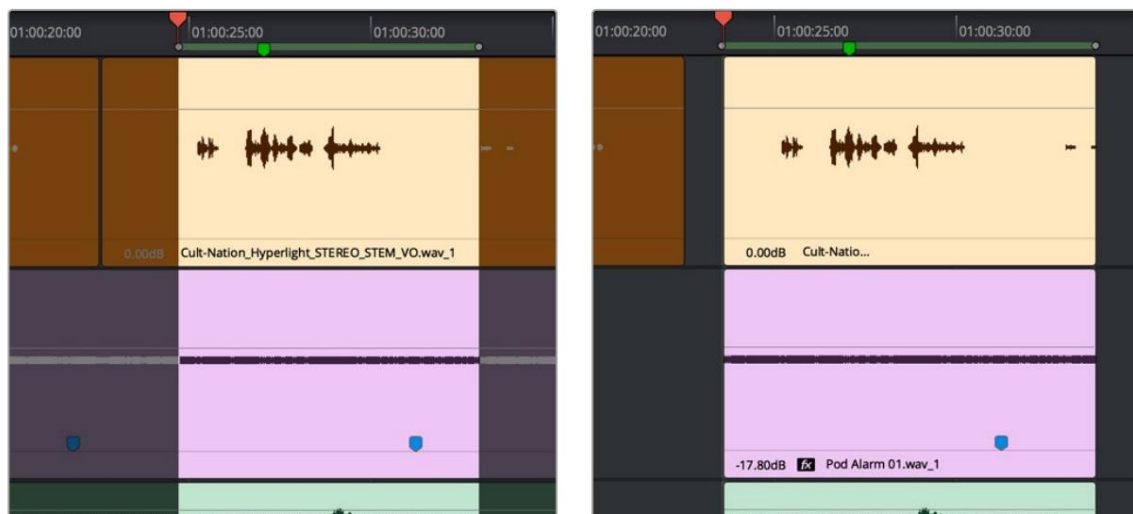 01:00:20:00 01:00:25:00 01:00:30:00
0.00dB Cult-Nation_Hyperlight_STEREO_STEM_VO.wav_1
01:00:20:00 01:00:25:00 01:00:30:00
0.00dB Cult-Natio...
-17.80dB fx Pod Alarm 01.wav_1